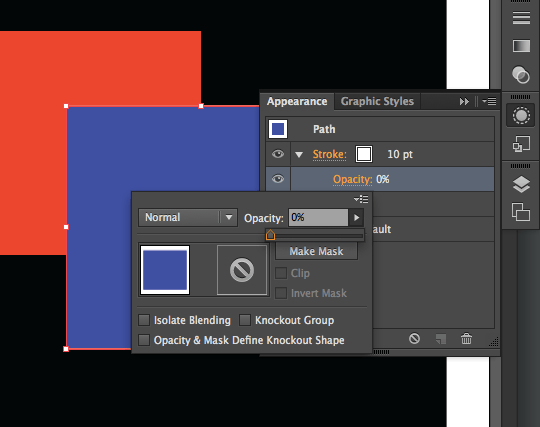 Appearance Graphic Styles
Path
Stroke: 10 pt
Opacity: 0%
Normal Opacity: 0%
ault
Make Mask
Clip
Invert Mask
Isolate Blending Knockout Group
Opacity & Mask Define Knockout Shape